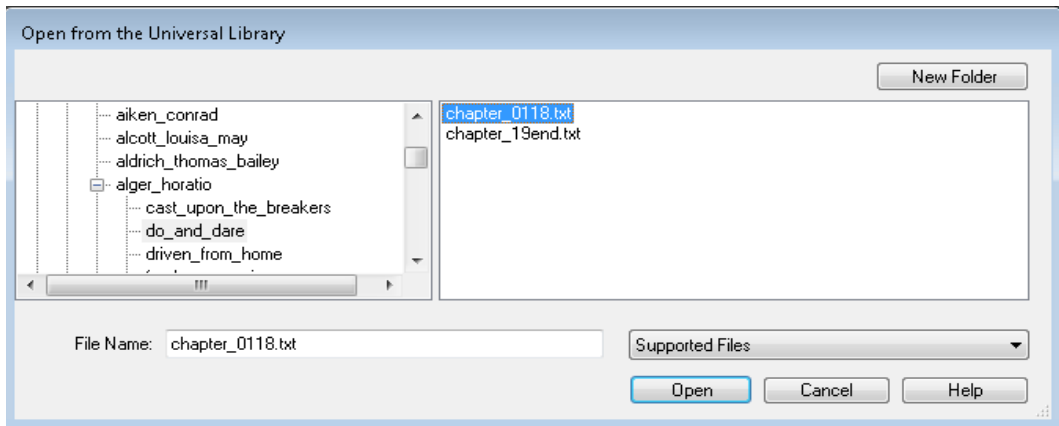 Open from the Universal Library
New Folder
aiken_conrad
alcott_louisa_may
aldrich_thomas_bailey
alger_horatio
cast_upon_the_breakers
do_and_dare
driven_from_home
chapter_0118.txt
chapter_19end.txt
File Name: chapter_0118.txt
Supported Files
Open Cancel Help